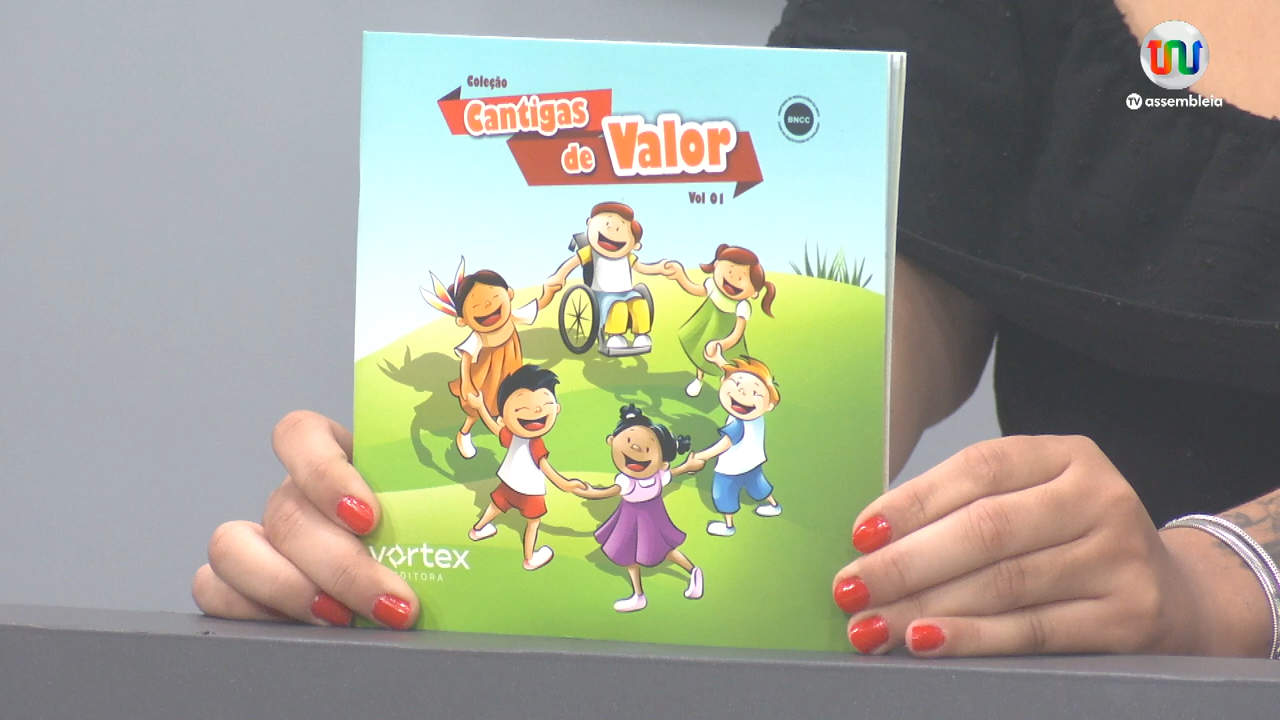 Coleção
Cantigas
de Valor
Vol 01
BNCC
vortex
EDITORA
TV assembleia